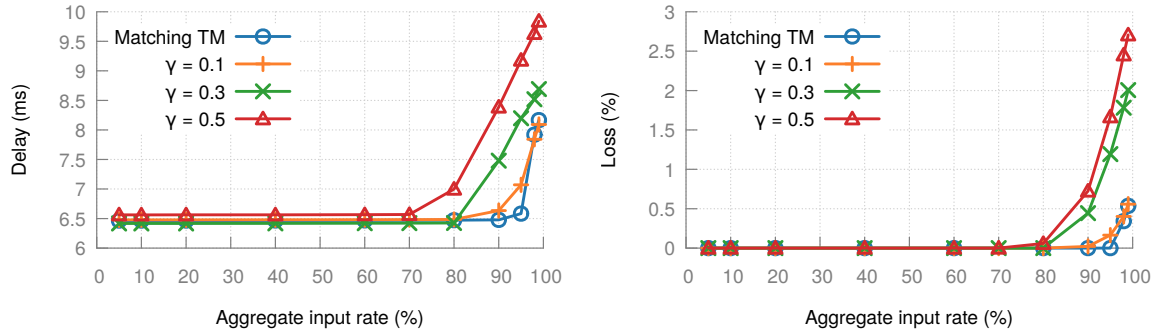 10
9.5
9
8.5
8
7.5
7
6.5
6
Delay (ms)
Matching TM
γ = 0.1
γ = 0.3
γ = 0.5
0 10 20 30 40 50 60 70 80 90 100
Aggregate input rate (%)
3
2.5
2
1.5
1
0.5
0
Loss (%)
Matching TM
γ = 0.1
γ = 0.3
γ = 0.5
0 10 20 30 40 50 60 70 80 90 100
Aggregate input rate (%)